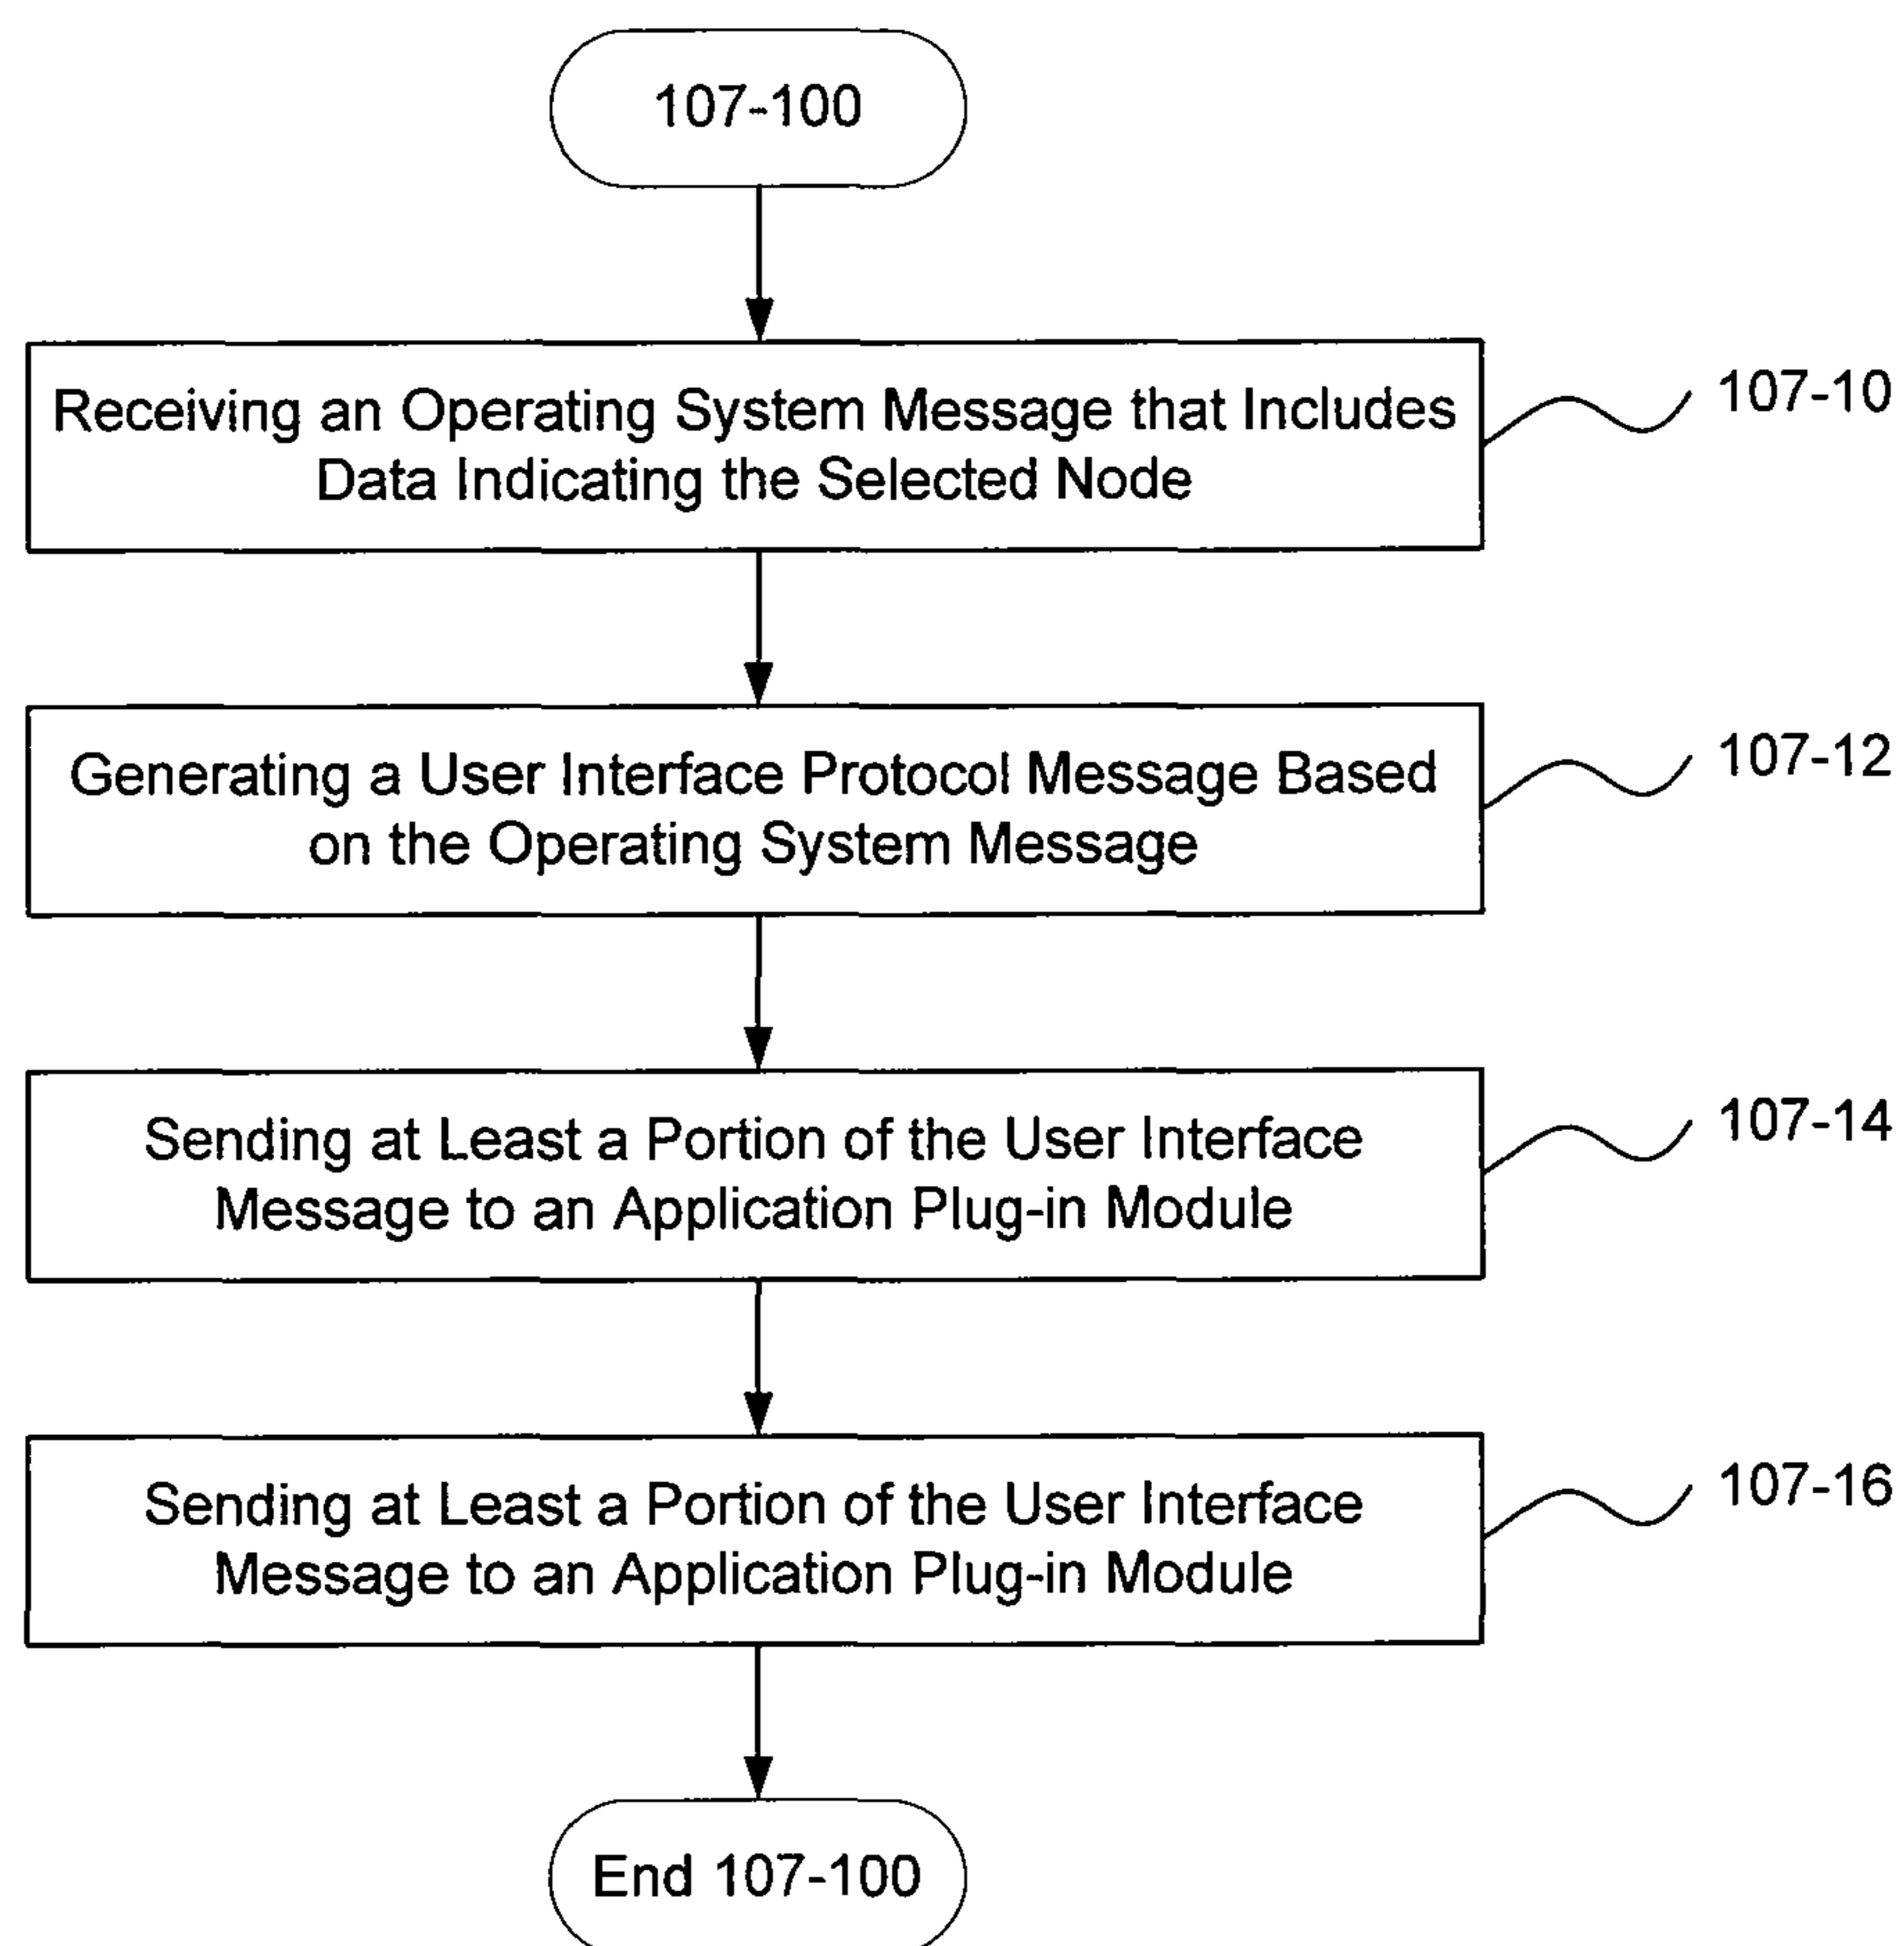 107-100
Receiving an Operating System Message that Includes
Data Indicating the Selected Node
107-10
Generating a User Interface Protocol Message Based
on the Operating System Message
107-12
Sending at Least a Portion of the User Interface
Message to an Application Plug-in Module
107-14
Sending at Least a Portion of the User Interface
Message to an Application Plug-in Module
107-16
End 107-100